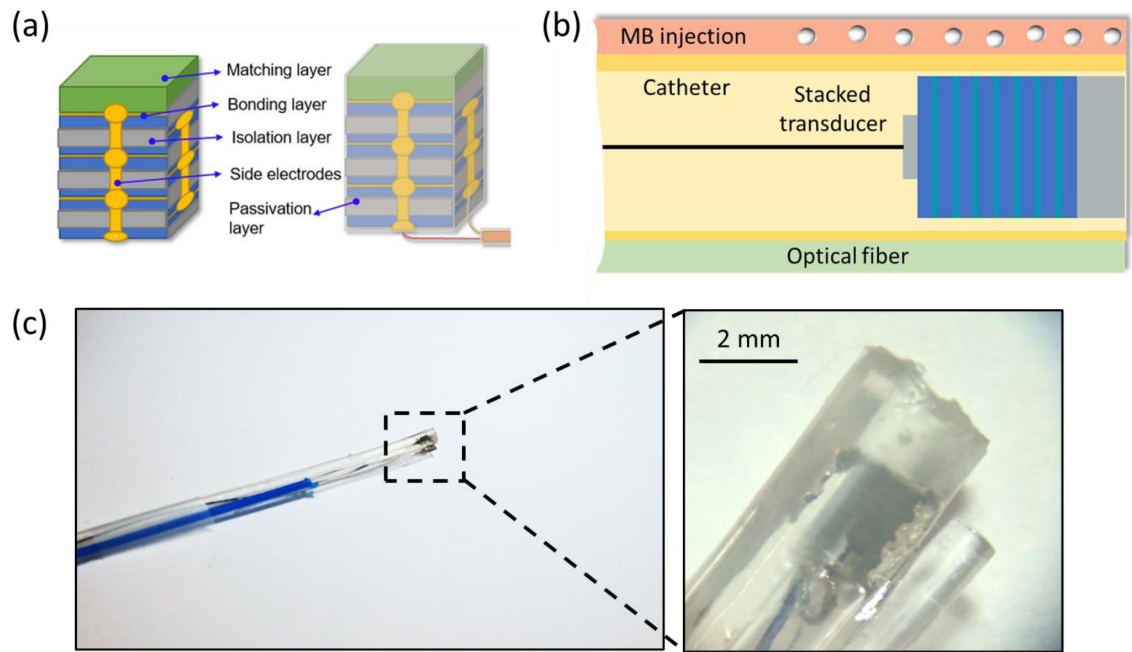 (a)
Matching layer
Bonding layer
Isolation layer
Side electrodes
Passivation
layer
(b)
MB injection
Catheter
Stacked
transducer
Optical fiber
(c)
2 mm